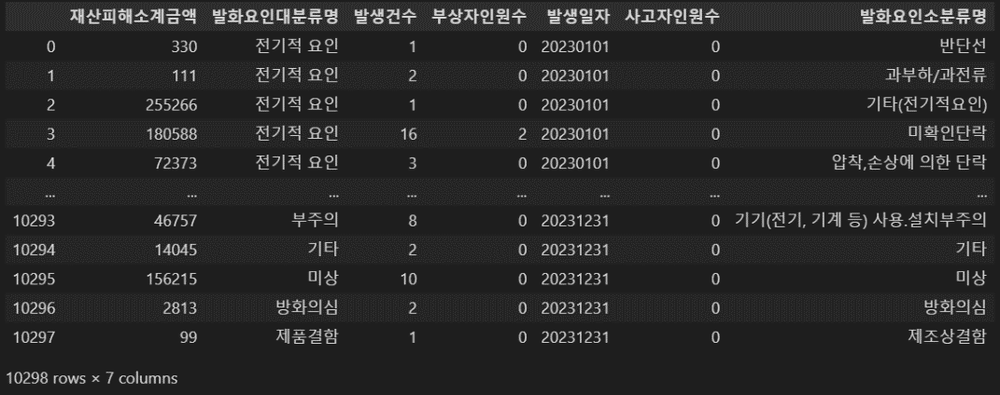 재산피해소계금액 발화요인대분류명 발생건수 부상자인원수 발생일자 사고자인원수 발화요인소분류명
0 330 전기적 요인 1 0 20230101 0 반단선
1 111 전기적 요인 2 0 20230101 0 과부하/과전류
2 255266 전기적 요인 1 0 20230101 0 기타(전기적요인)
3 180588 전기적 요인 16 2 20230101 0 미확인단락
4 72373 전기적 요인 3 0 20230101 0 압착,손상에 의한 단락
... ... ... ... ... ... ... ...
10293 46757 부주의 8 0 20231231 0 기기(전기, 기계 등) 사용.설치부주의
10294 14045 기타 2 0 20231231 0 기타
10295 156215 미상 10 0 20231231 0 미상
10296 2813 방화의심 2 0 20231231 0 방화의심
10297 99 제품결함 1 0 20231231 0 제조상결함
10298 rows × 7 columns